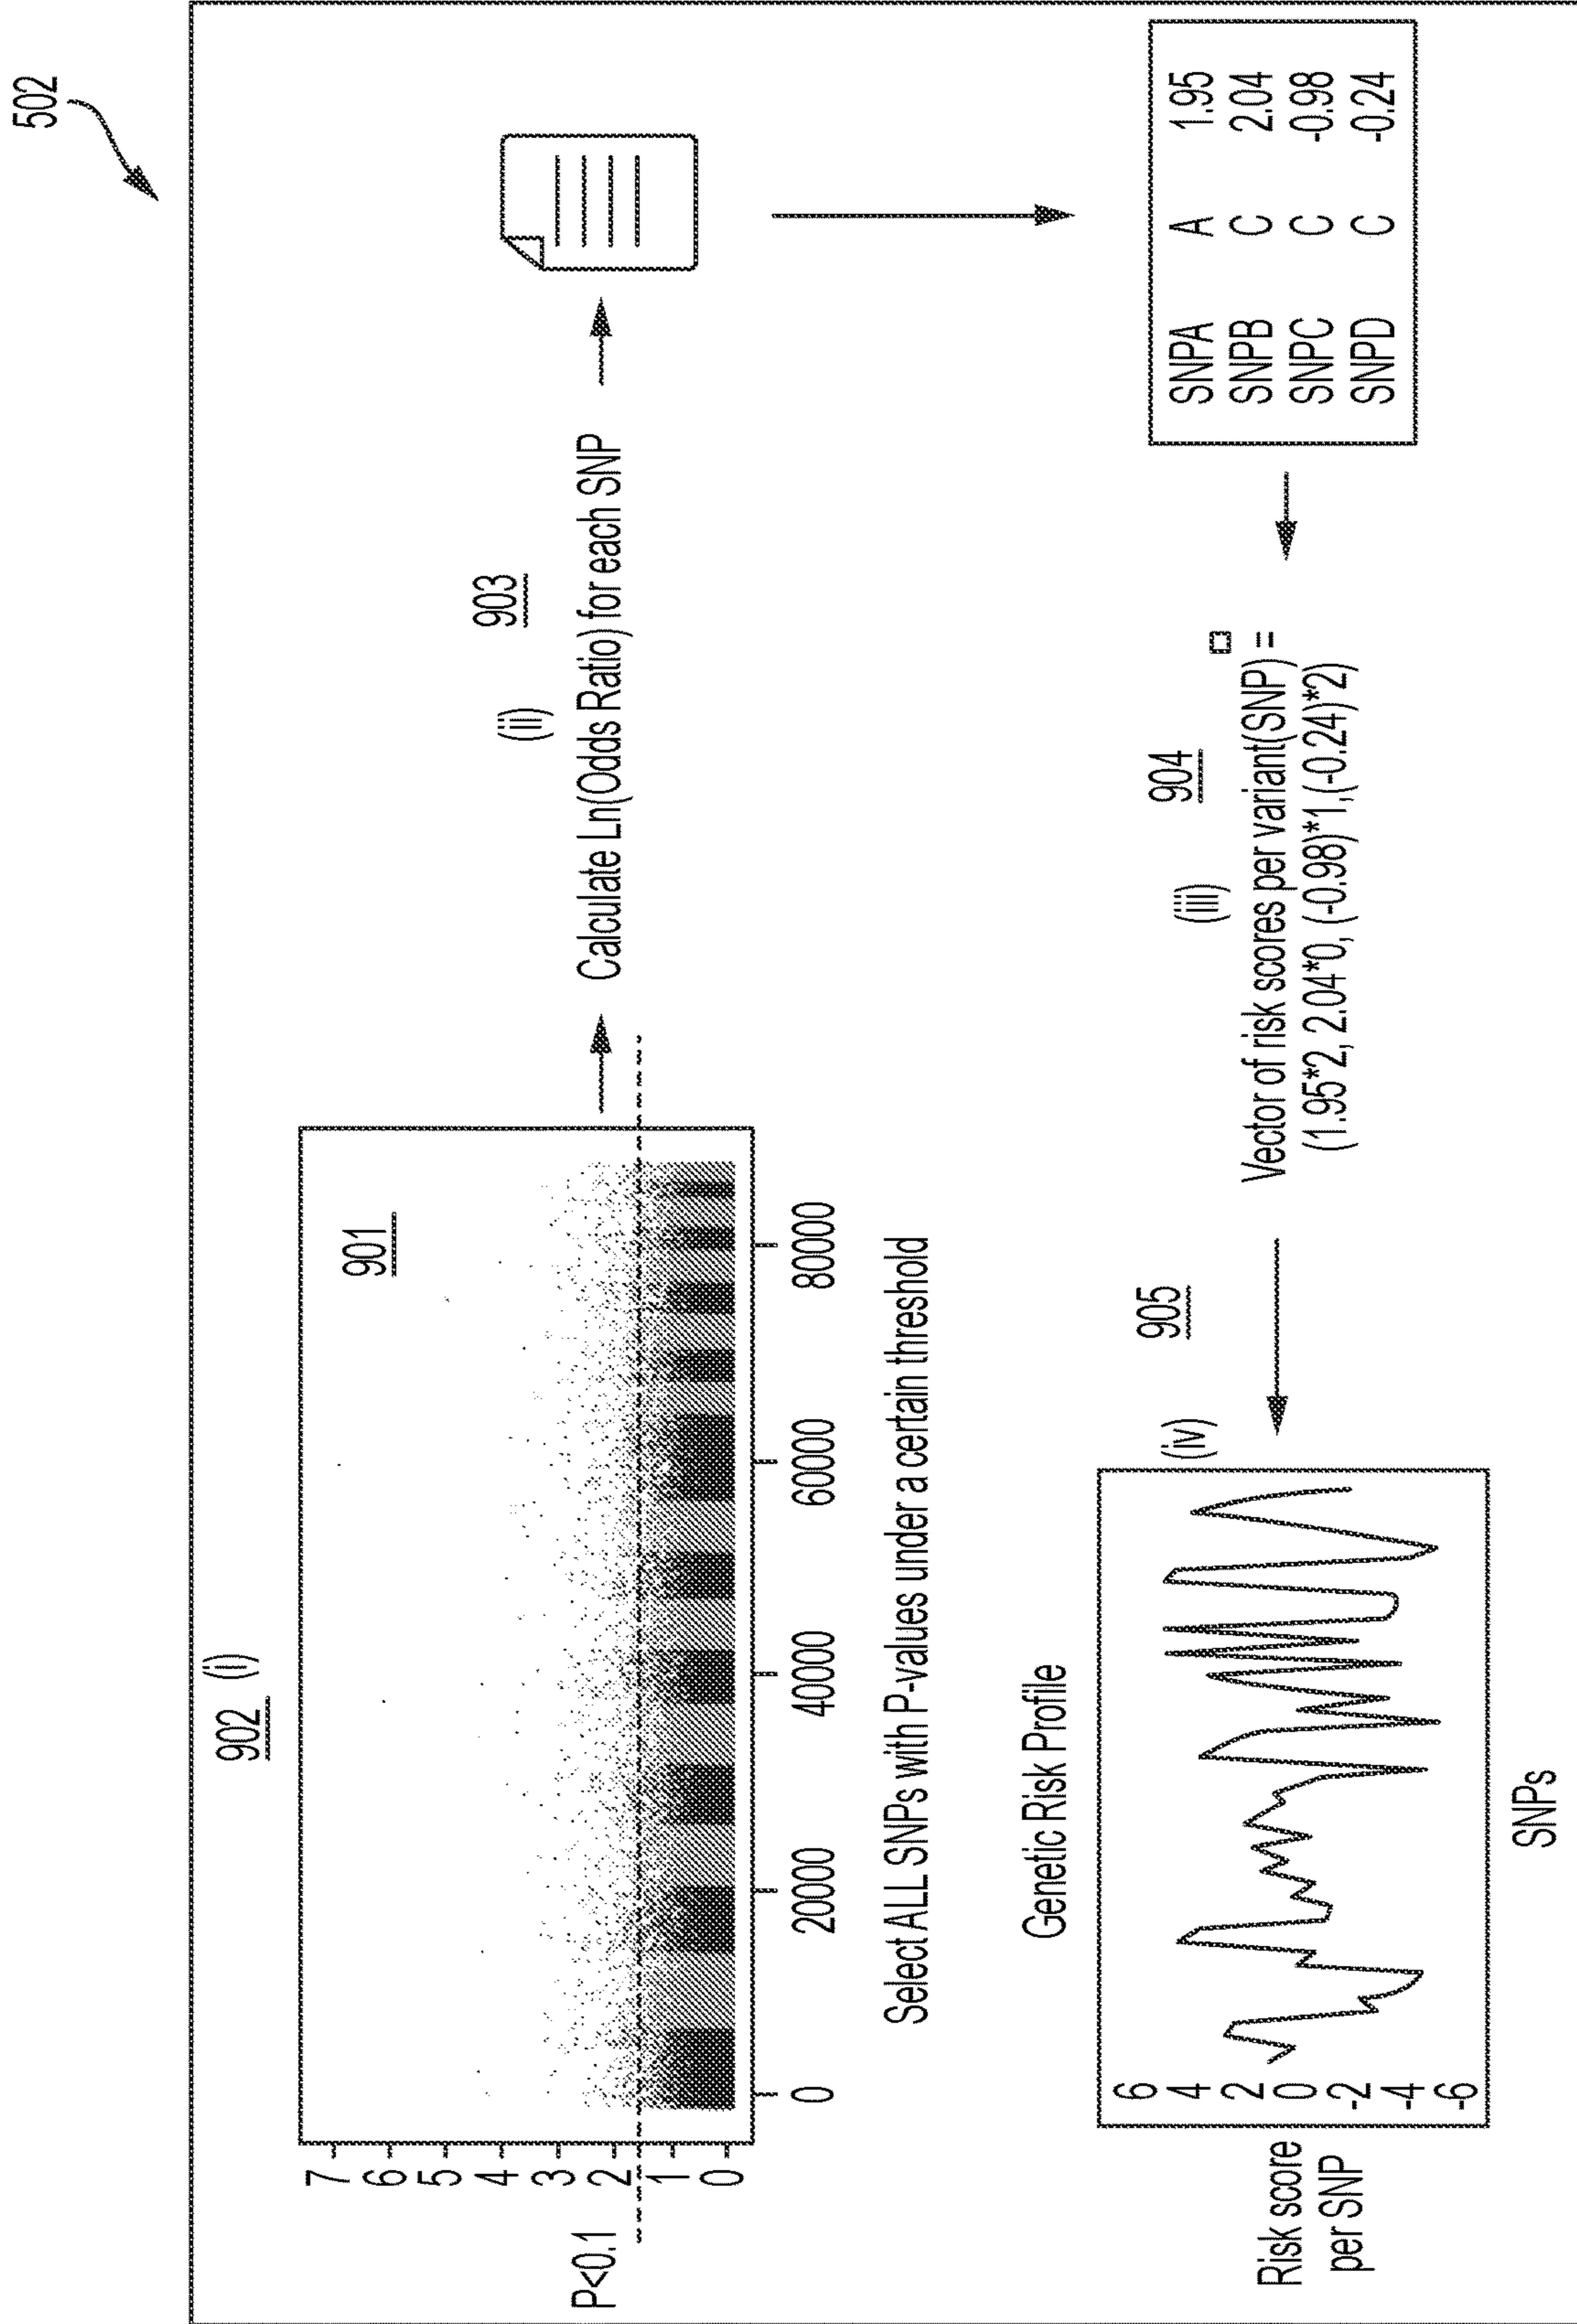 502
902 (i)
901
7
6
5
4
3
2
1
0
P<0.1
0 20000 40000 60000 80000
Select ALL SNPs with P-values under a certain threshold
903
(ii)
Calculate Ln(Odds Ratio) for each SNP
SNPA A 1.95
SNPB C 2.04
SNPC C -0.98
SNPD C -0.24
904
(iii)
Vector of risk scores per variant(SNP) =
(1.95*2, 2.04*0, (-0.98)*1,(-0.24)*2)
905
(iv)
Genetic Risk Profile
6
4
2
0
-2
-4
-6
Risk score
per SNP
SNPs